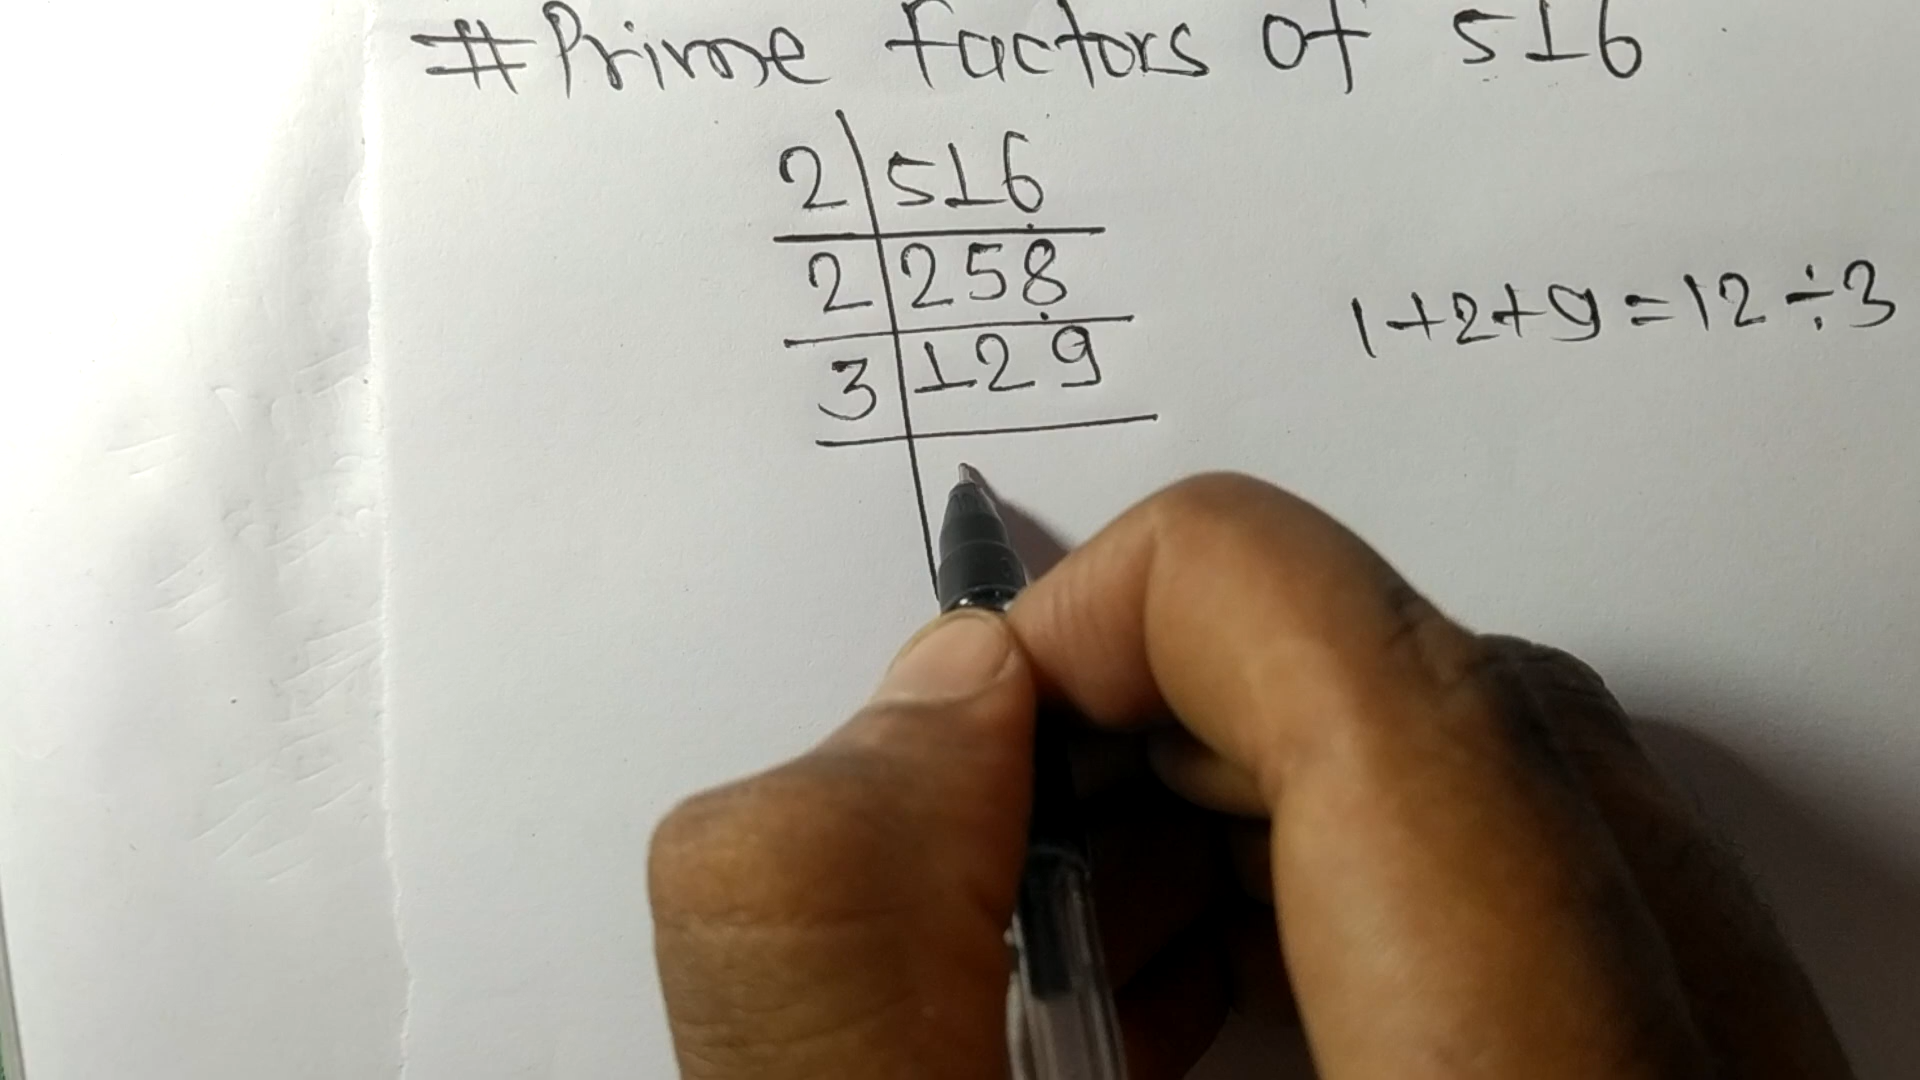 #Prime factors of 516
2 516
2 258
3 129
1+2+9=12÷3